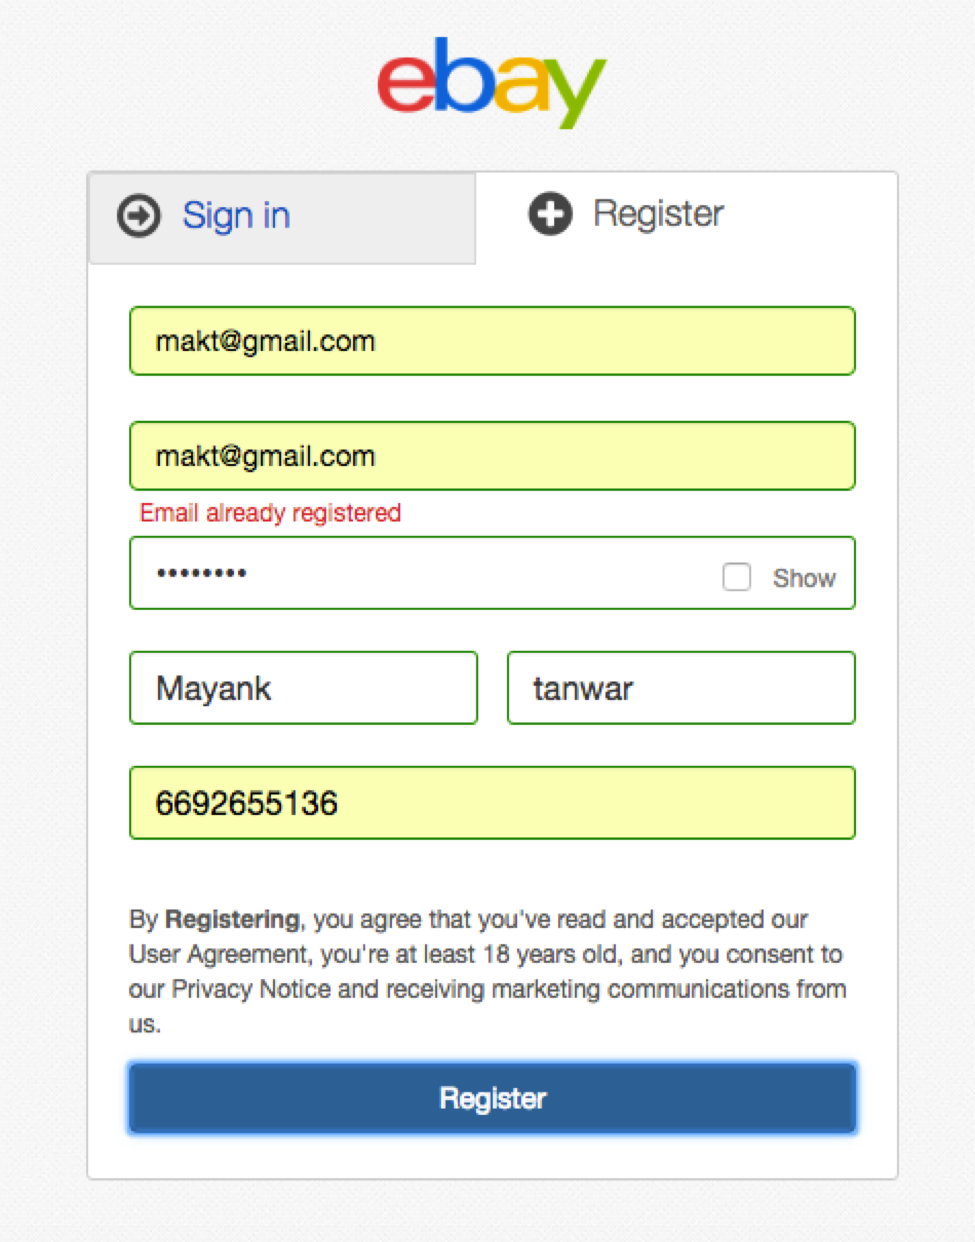 ebay
Sign in
Register
makt@gmail.com
makt@gmail.com
Email already registered
•••••••• Show
Mayank tanwar
6692655136
By Registering, you agree that you've read and accepted our
User Agreement, you're at least 18 years old, and you consent to
our Privacy Notice and receiving marketing communications from
us.
Register